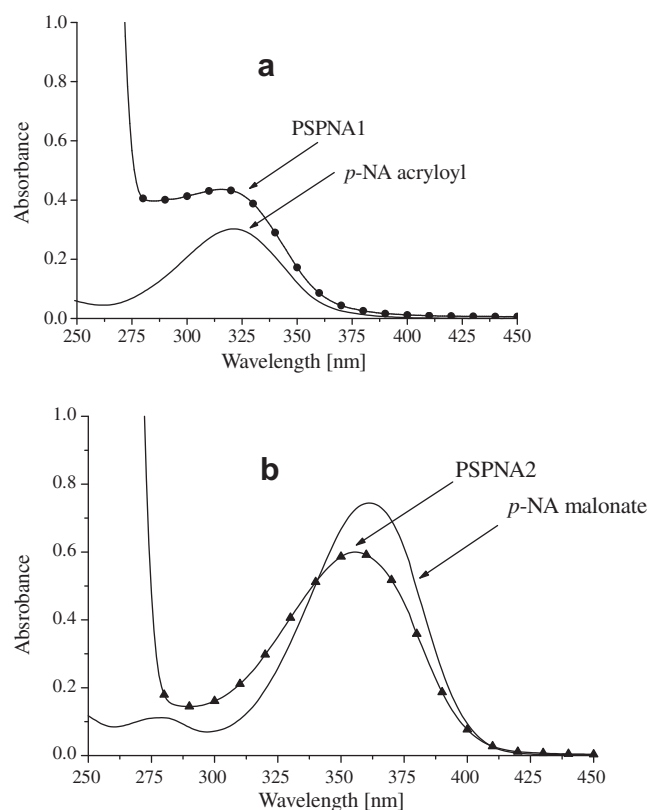 1.0
a
0.8
PSPNA1
p-NA acryloyl
0.6
Absorbance
0.4
0.2
0.0
250 275 300 325 350 375 400 425 450
Wavelength [nm]
1.0
b
PSPNA2
p-NA malonate
0.8
0.6
Absrobance
0.4
0.2
0.0
250 275 300 325 350 375 400 425 450
Wavelength [nm]